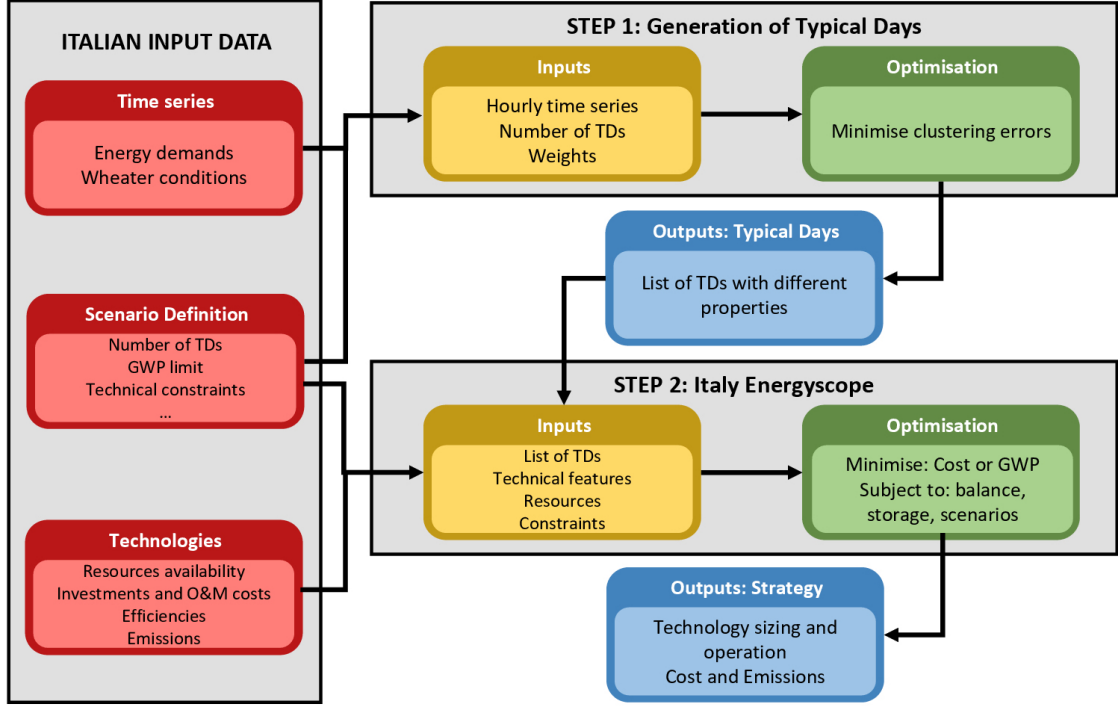 ITALIAN INPUT DATA
Time series
Energy demands
Wheater conditions
Scenario Definition
Number of TDs
GWP limit
Technical constraints
...
Technologies
Resources availability
Investments and O&M costs
Efficiencies
Emissions
STEP 1: Generation of Typical Days
Inputs
Hourly time series
Number of TDs
Weights
Optimisation
Minimise clustering errors
Outputs: Typical Days
List of TDs with different
properties
STEP 2: Italy Energyscope
Inputs
List of TDs
Technical features
Resources
Constraints
Optimisation
Minimise: Cost or GWP
Subject to: balance,
storage, scenarios
Outputs: Strategy
Technology sizing and
operation
Cost and Emissions